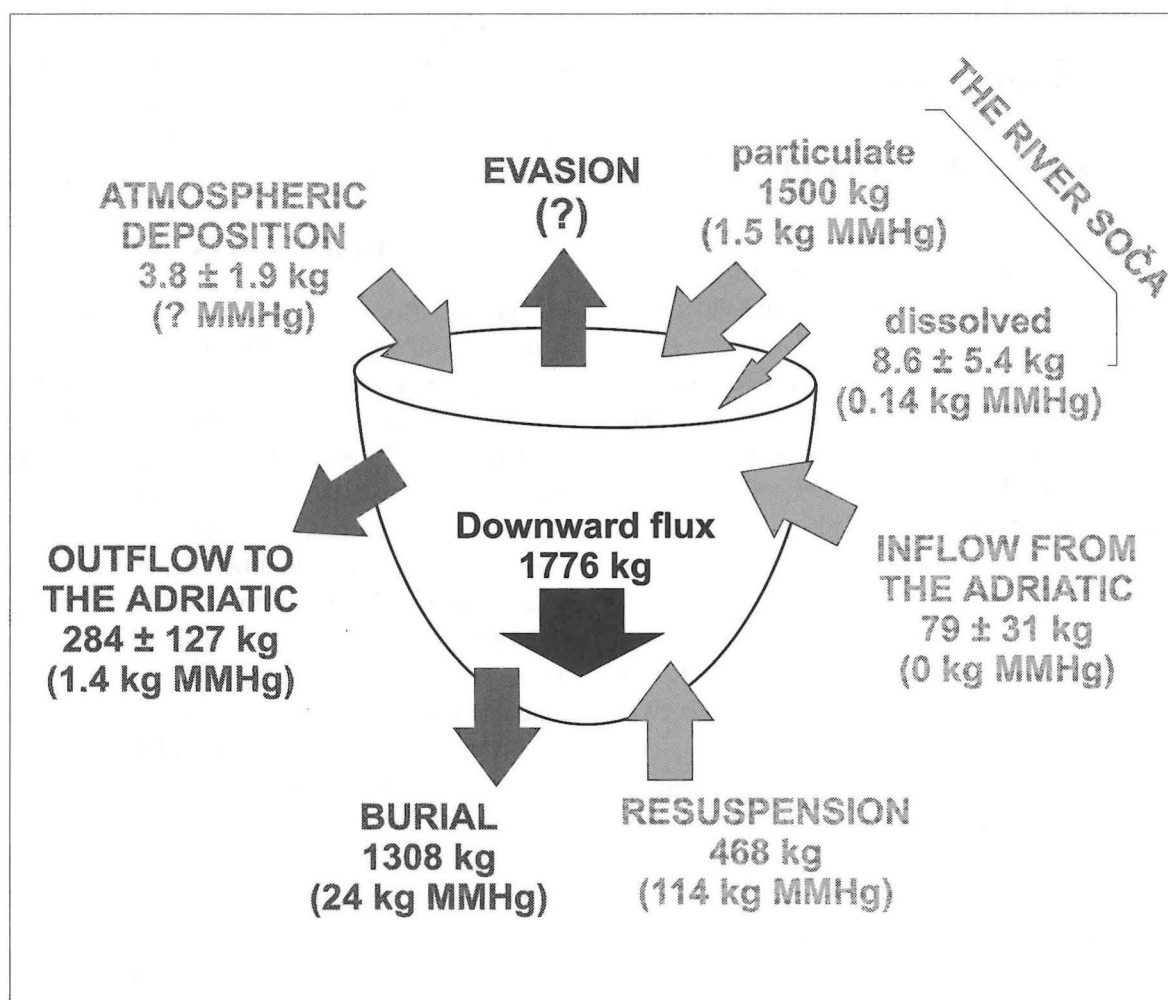 THE RIVER SOČA
EVASION
(?)
particulate
1500 kg
(1.5 kg MMHg)
ATMOSPHERIC
DEPOSITION
3.8 ± 1.9 kg
(? MMHg)
dissolved
8.6 ± 5.4 kg
(0.14 kg MMHg)
Downward flux
1776 kg
OUTFLOW TO
THE ADRIATIC
284 ± 127 kg
(1.4 kg MMHg)
INFLOW FROM
THE ADRIATIC
79 ± 31 kg
(0 kg MMHg)
BURIAL
1308 kg
(24 kg MMHg)
RESUSPENSION
468 kg
(114 kg MMHg)